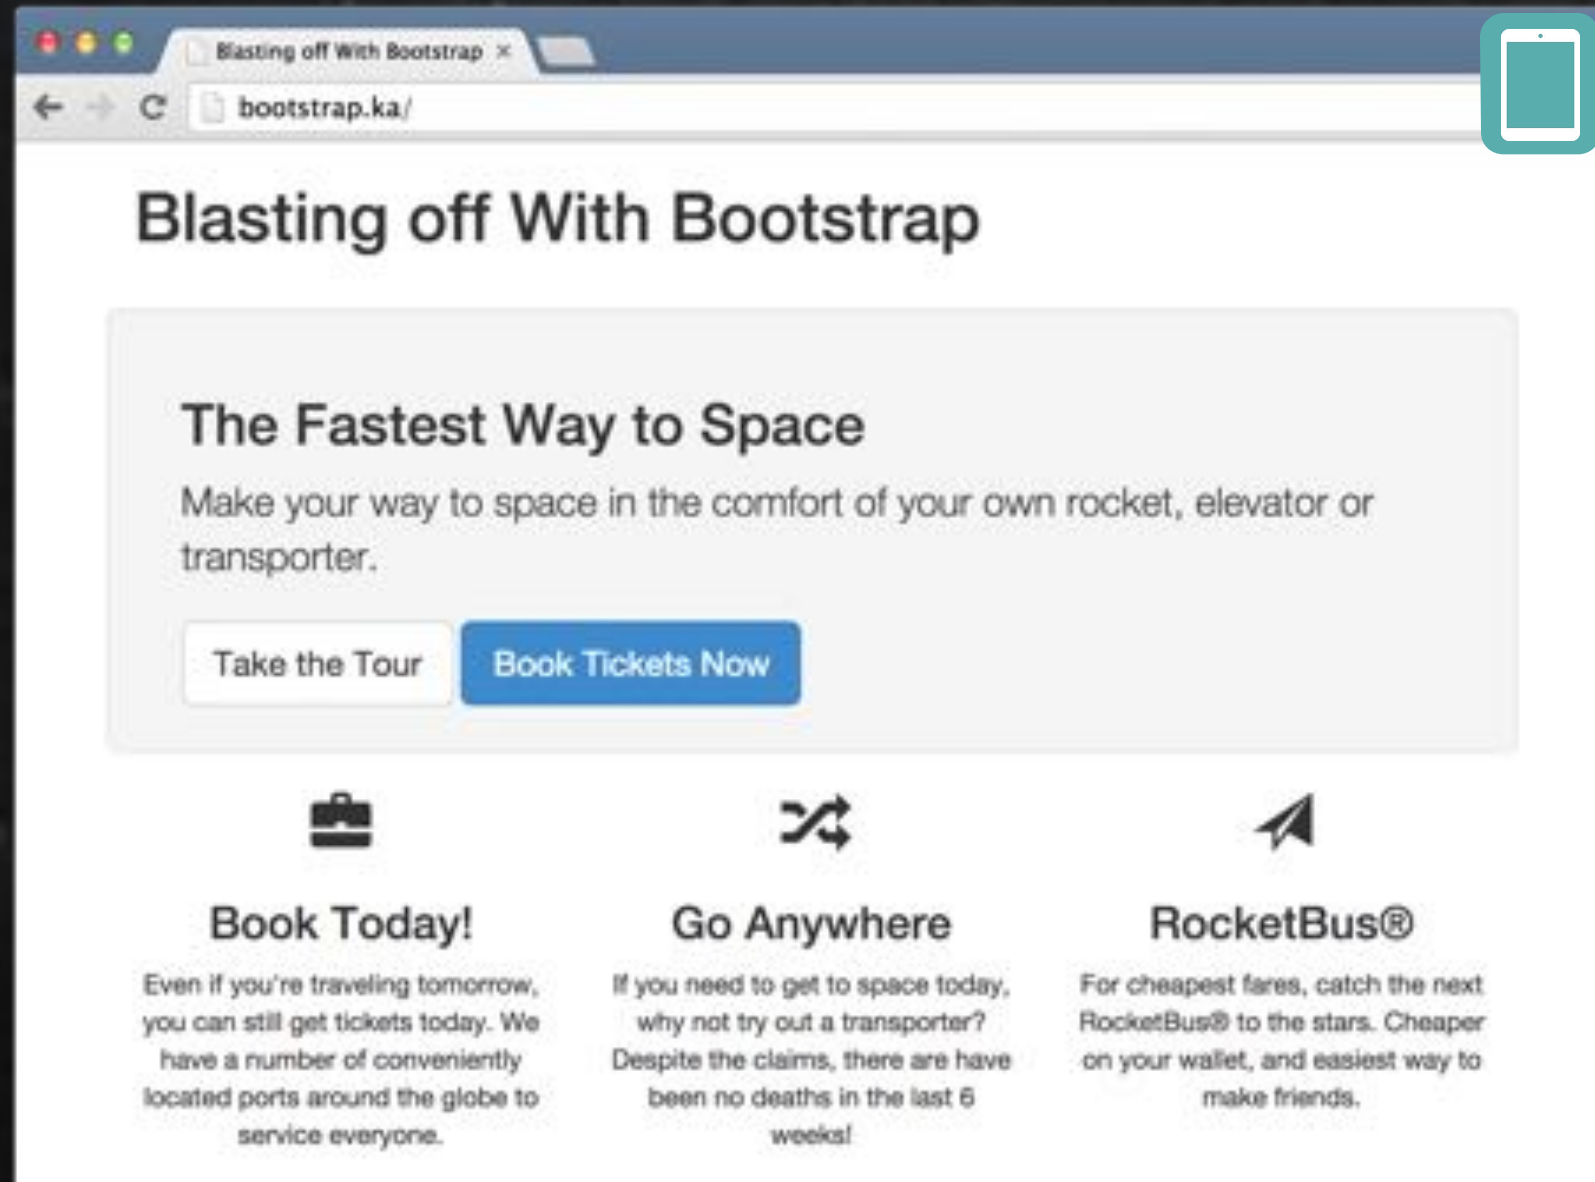 Blasting off With Bootstrap
bootstrap.ka/
Blasting off With Bootstrap
The Fastest Way to Space
Make your way to space in the comfort of your own rocket, elevator or
transporter.
Take the Tour
Book Tickets Now
Book Today!
Even if you're traveling tomorrow,
you can still get tickets today. We
have a number of conveniently
located ports around the globe to
service everyone.
Go Anywhere
If you need to get to space today,
why not try out a transporter?
Despite the claims, there are have
been no deaths in the last 6
weeks!
RocketBus®
For cheapest fares, catch the next
RocketBus® to the stars. Cheaper
on your wallet, and easiest way to
make friends.